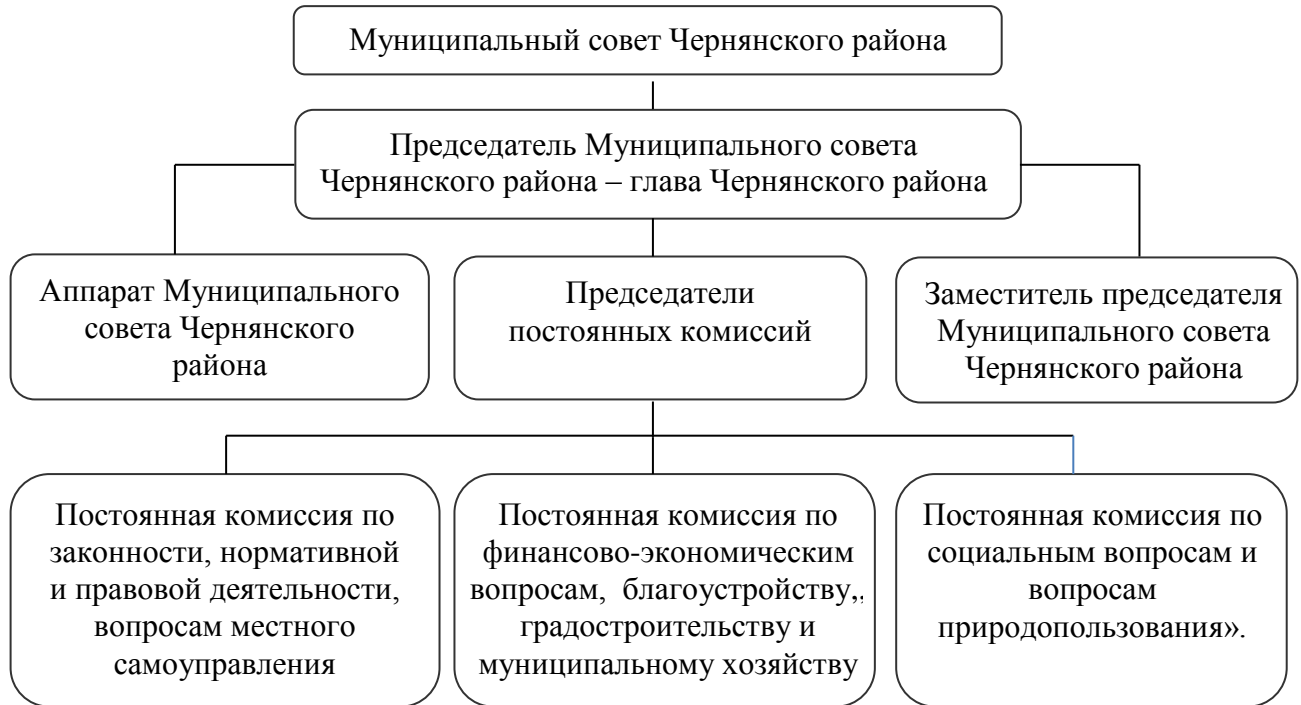 Муниципальный совет Чернянского района
Председатель Муниципального совета
Чернянского района – глава Чернянского района
Аппарат Муниципального
совета Чернянского
района
Председатели
постоянных комиссий
Заместитель председателя
Муниципального совета
Чернянского района
Постоянная комиссия по
законности, нормативной
и правовой деятельности,
вопросам местного
самоуправления
Постоянная комиссия по
финансово-экономическим
вопросам, благоустройству,,
градостроительству и
муниципальному хозяйству
Постоянная комиссия по
социальным вопросам и
вопросам
природопользования».